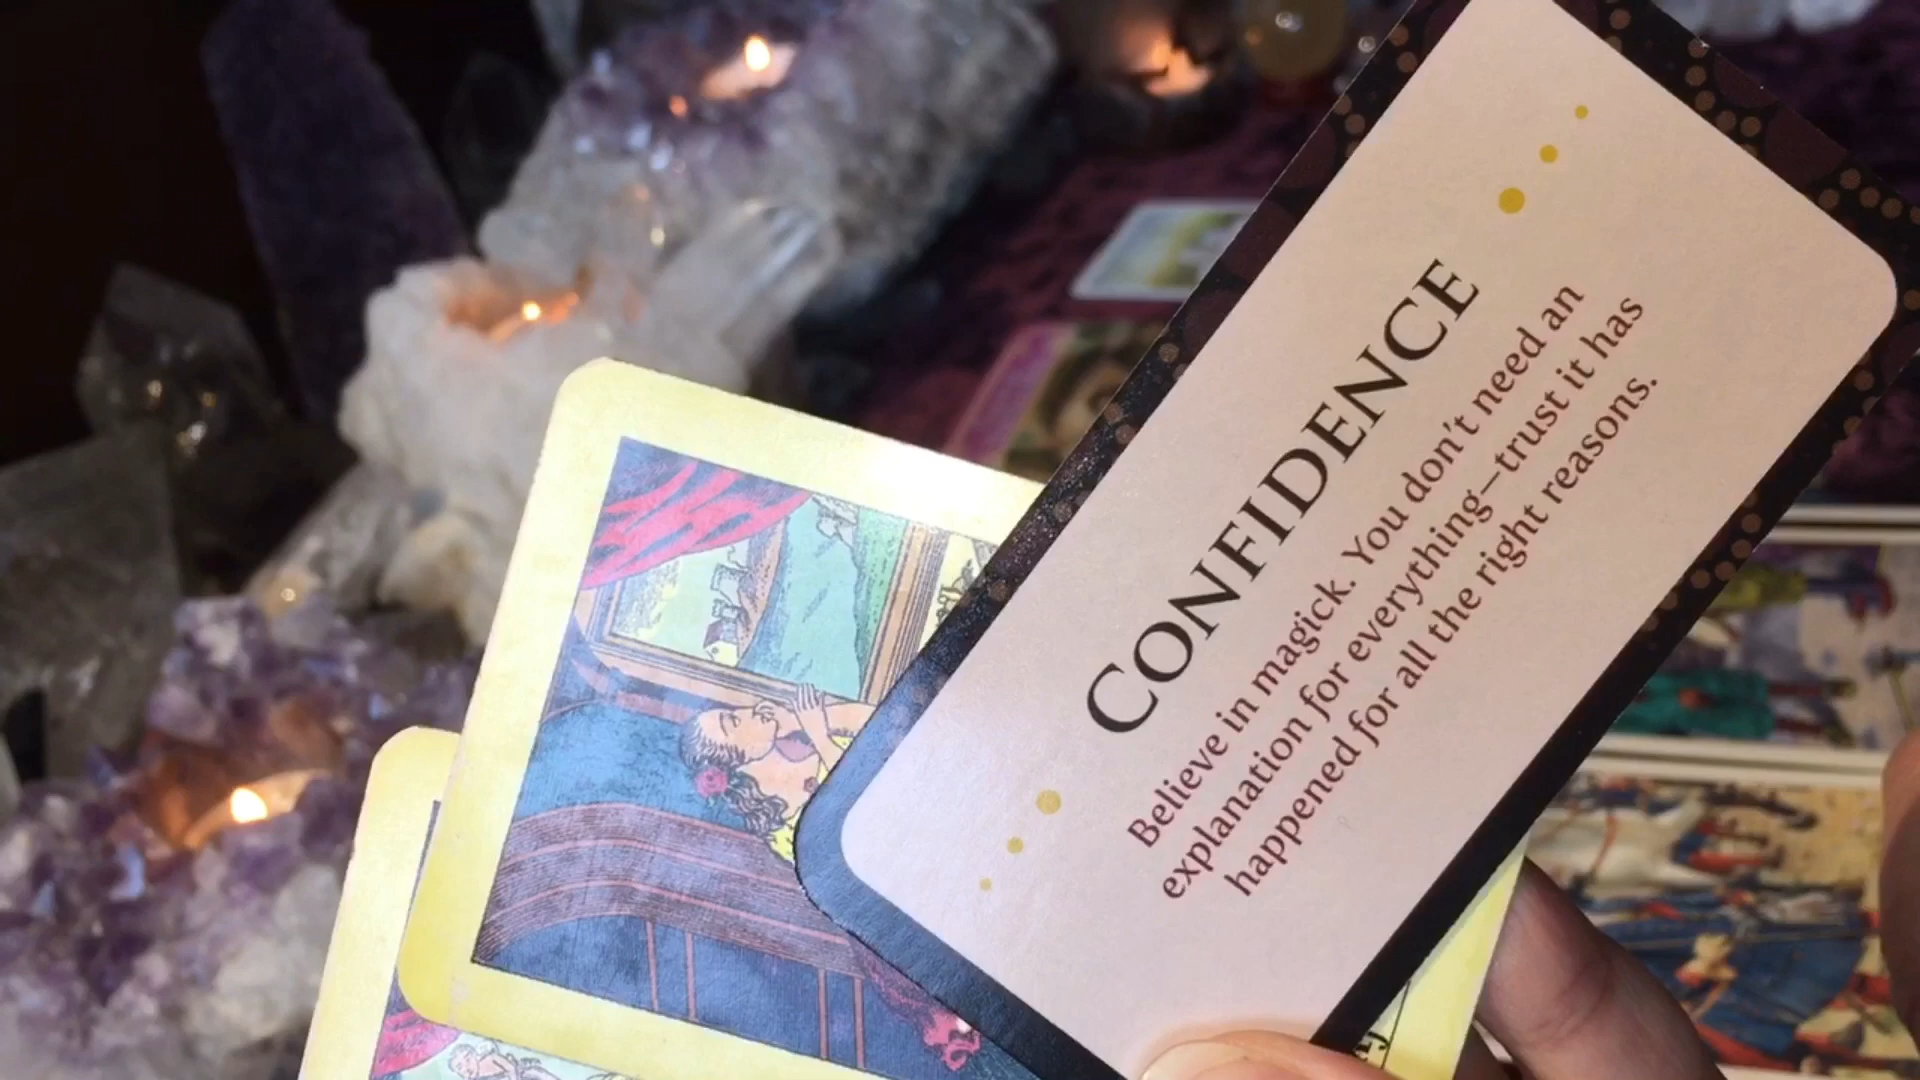 CONFIDENCE
Believe in magick. You don't need an
explanation for everything—trust it has
happened for all the right reasons.